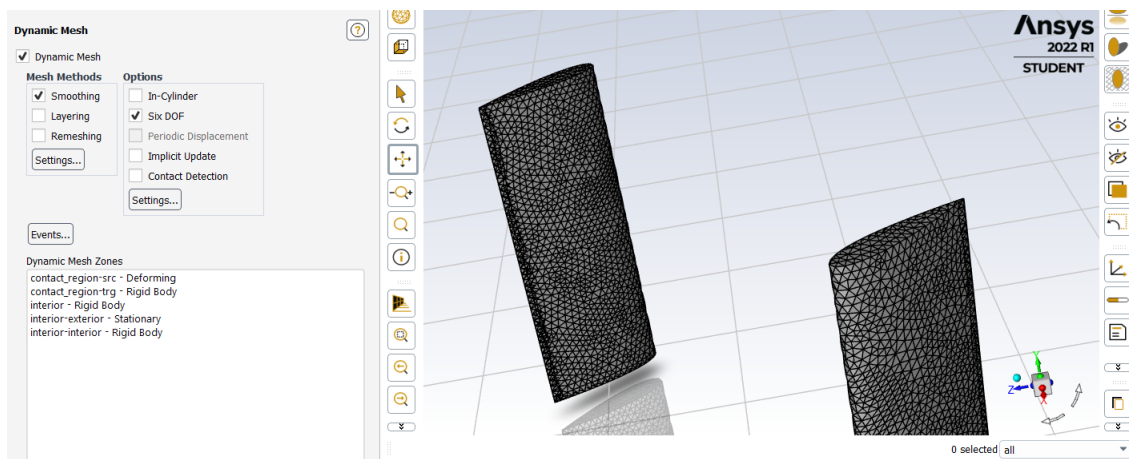 Dynamic Mesh
?
Dynamic Mesh
Mesh Methods
Options
Smoothing
Layering
Remeshing
Settings...
In-Cylinder
Six DOF
Periodic Displacement
Implicit Update
Contact Detection
Settings...
Events...
Dynamic Mesh Zones
contact_region-src - Deforming
contact_region-trg - Rigid Body
interior - Rigid Body
interior-exterior - Stationary
interior-interior - Rigid Body
Ansys
2022 R1
STUDENT
Y
Z
X
0 selected all